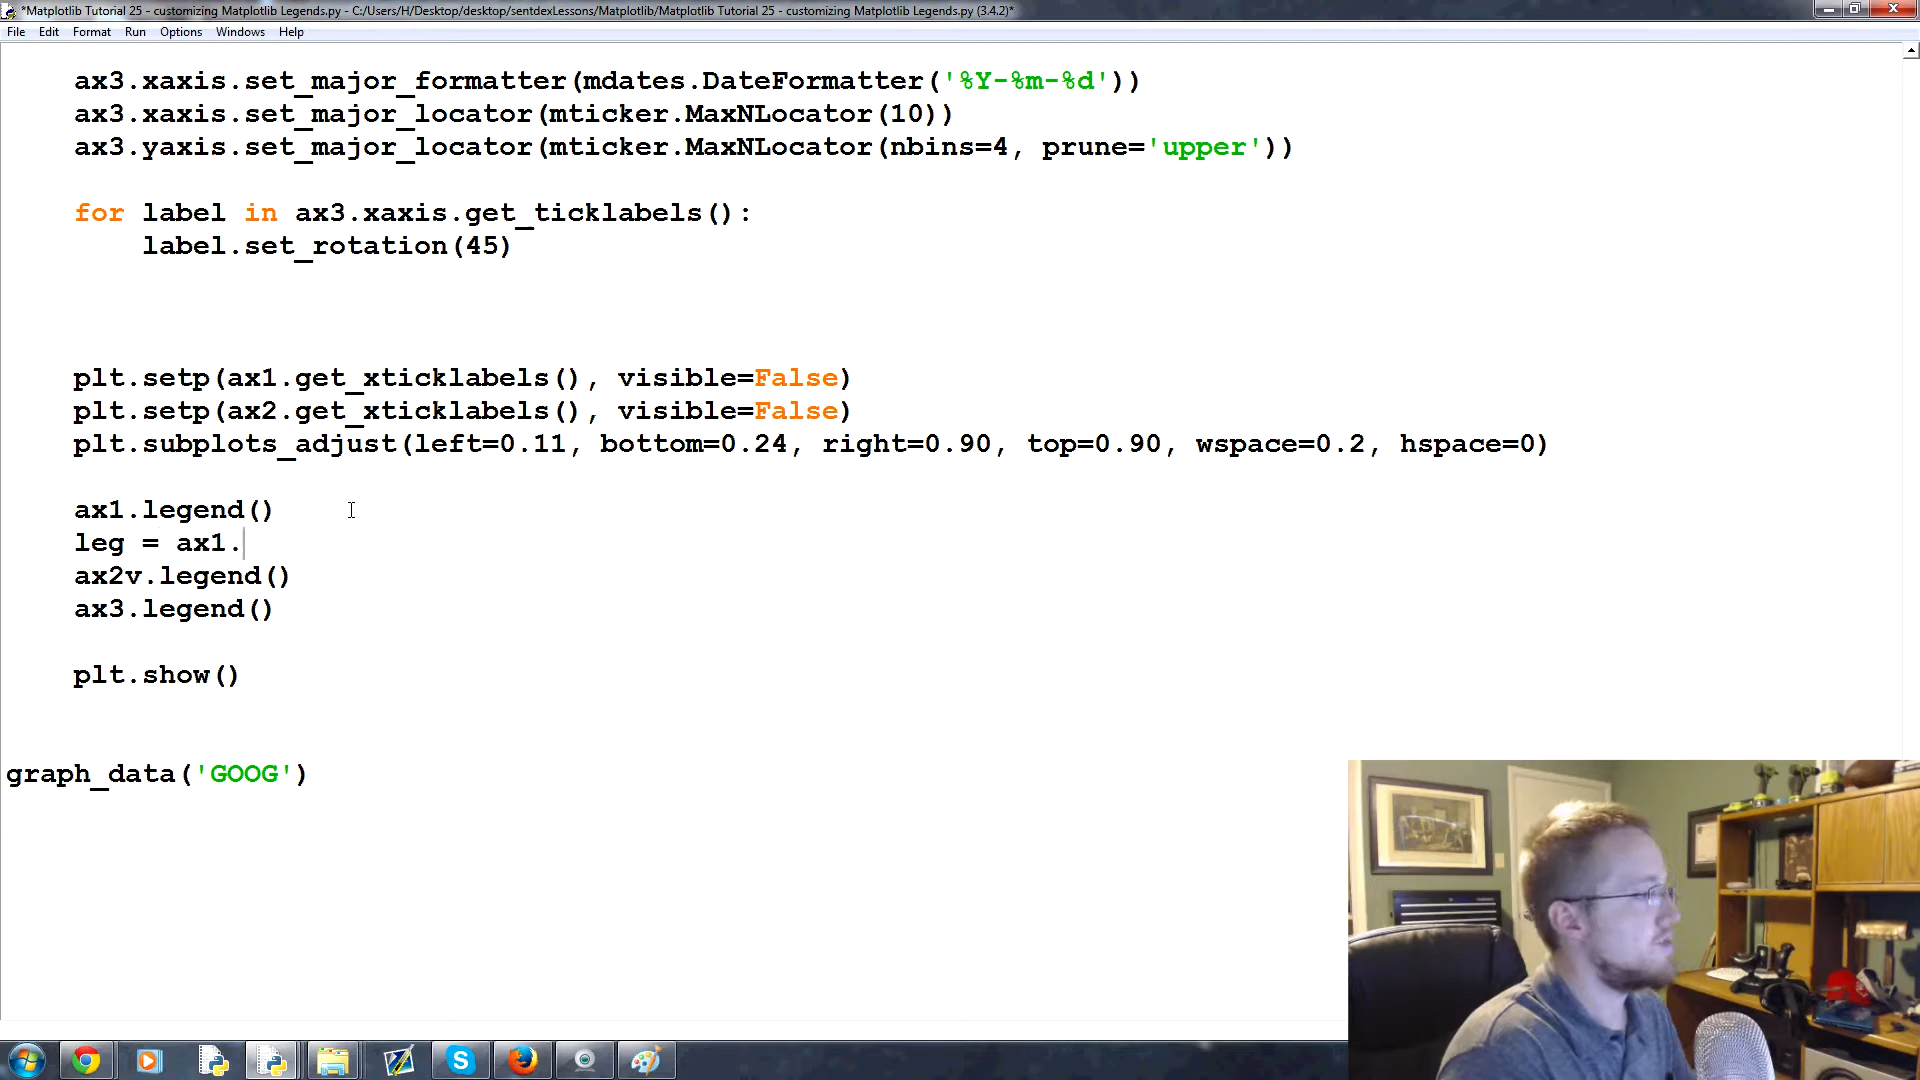 *Matplotlib Tutorial 25 - customizing Matplotlib Legends.py - C:/Users/H/Desktop/desktop/sentdexLessons/Matplotlib/Matplotlib Tutorial 25 - customizing Matplotlib Legends.py (3.4.2)*
File Edit Format Run Options Windows Help
ax3.xaxis.set_major_formatter(mdates.DateFormatter('%Y-%m-%d'))
ax3.xaxis.set_major_locator(mticker.MaxNLocator(10))
ax3.yaxis.set_major_locator(mticker.MaxNLocator(nbins=4, prune='upper'))
for label in ax3.xaxis.get_ticklabels():
label.set_rotation(45)
plt.setp(ax1.get_xticklabels(), visible=False)
plt.setp(ax2.get_xticklabels(), visible=False)
plt.subplots_adjust(left=0.11, bottom=0.24, right=0.90, top=0.90, wspace=0.2, hspace=0)
ax1.legend()
leg = ax1.
ax2v.legend()
ax3.legend()
plt.show()
graph_data('GOOG')